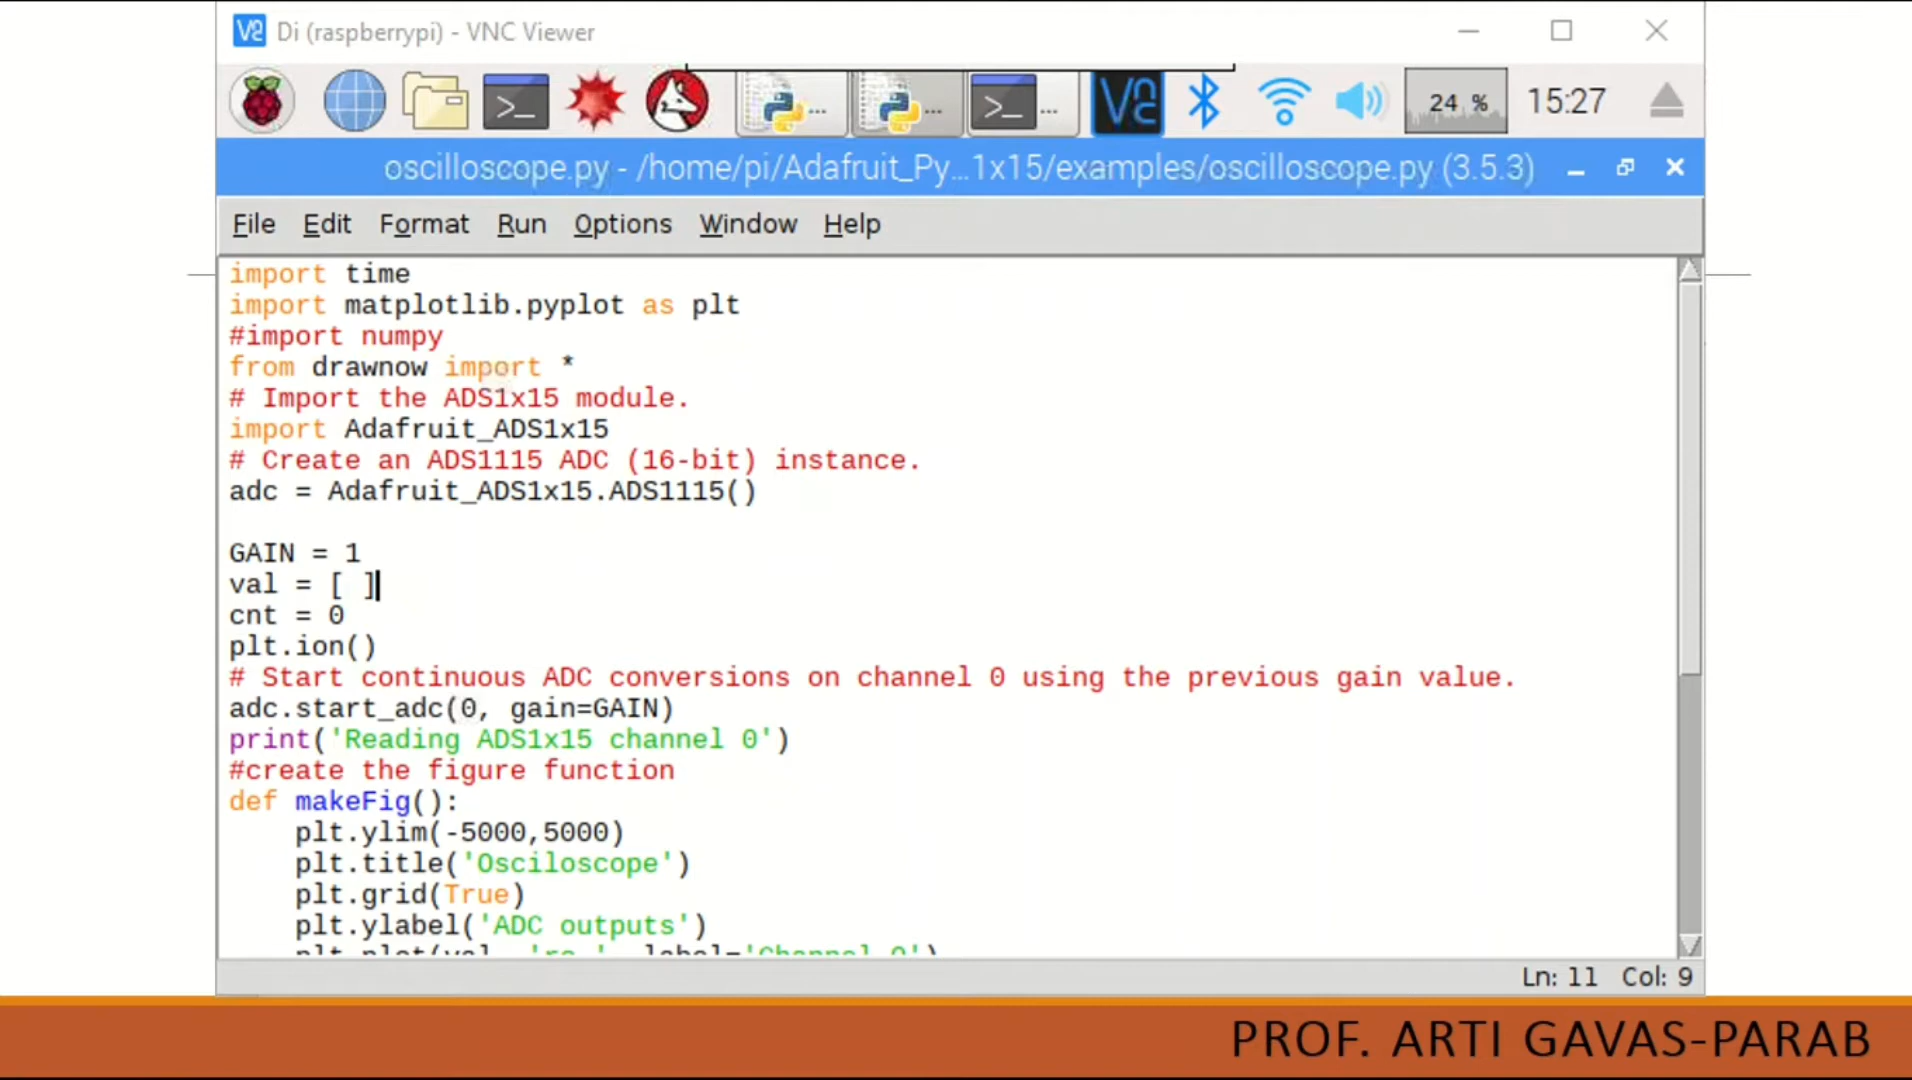 Di (raspberrypi) - VNC Viewer
24 % 15:27
oscilloscope.py - /home/pi/Adafruit_Py...1x15/examples/oscilloscope.py (3.5.3)
File Edit Format Run Options Window Help
import time
import matplotlib.pyplot as plt
#import numpy
from drawnow import *
# Import the ADS1x15 module.
import Adafruit_ADS1x15
# Create an ADS1115 ADC (16-bit) instance.
adc = Adafruit_ADS1x15.ADS1115()
GAIN = 1
val = [ ]
cnt = 0
plt.ion()
# Start continuous ADC conversions on channel 0 using the previous gain value.
adc.start_adc(0, gain=GAIN)
print('Reading ADS1x15 channel 0')
#create the figure function
def makeFig():
    plt.ylim(-5000,5000)
    plt.title('Osciloscope')
    plt.grid(True)
    plt.ylabel('ADC outputs')
Ln: 11 Col: 9
PROF. ARTI GAVAS-PARAB